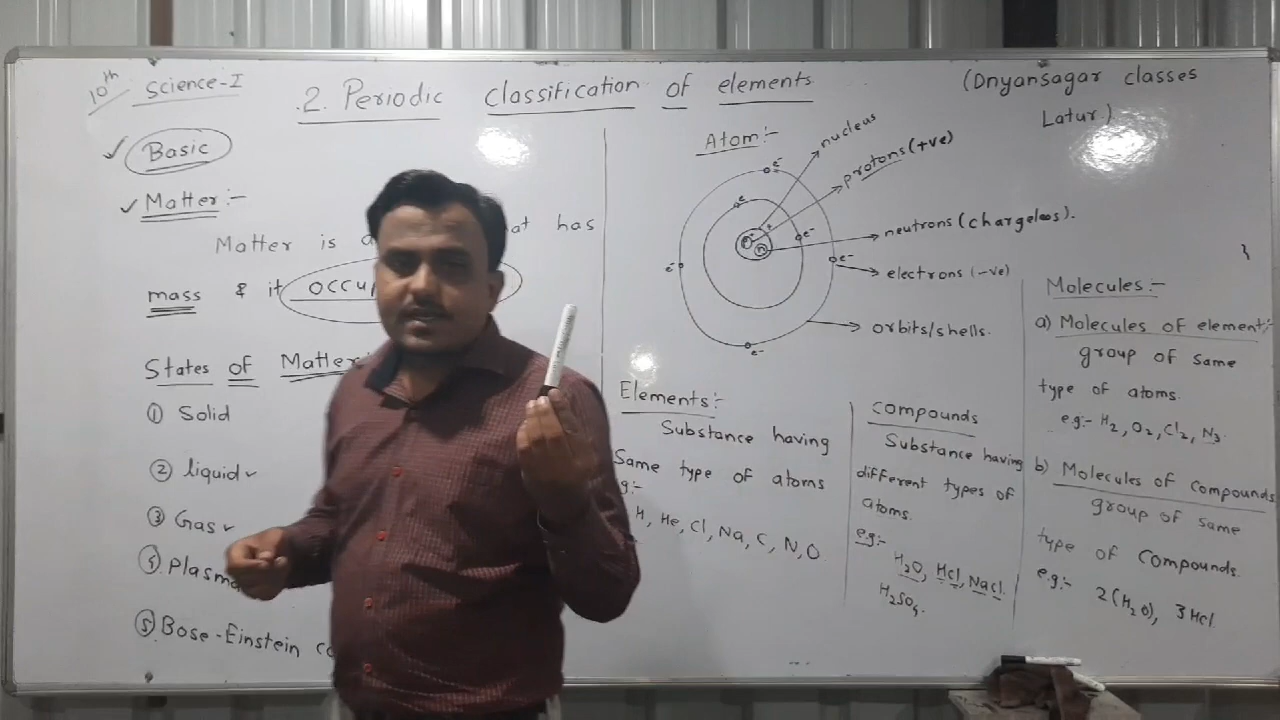 10th Science-I
2. Periodic classification of elements
(Dnyansagar classes
Latur.)
Basic
Matter:-
Matter is a at has
mass & it occup
States of Matter
① Solid
② liquid
③ Gas
④ Plasma
⑤ Bose-Einstein co
Atom:-
nucleus
protons (+ve)
neutrons (chargeless).
electrons (-ve)
orbits/shells.
e-
e
e-
e-
e-
e-
Elements:-
Substance having
Same type of atoms
g:-
H, He, Cl, Na, C, N, O
compounds
Substance having
different types of
atoms.
e.g:-
H2O, Hcl, Nacl.
H2SO4.
Molecules:-
a) Molecules of element:-
group of same
type of atoms.
e.g:- H2, O2, Cl2, N3.
b) Molecules of compounds
group of same
type of compounds.
e.g:- 2(H2O), 3Hcl.